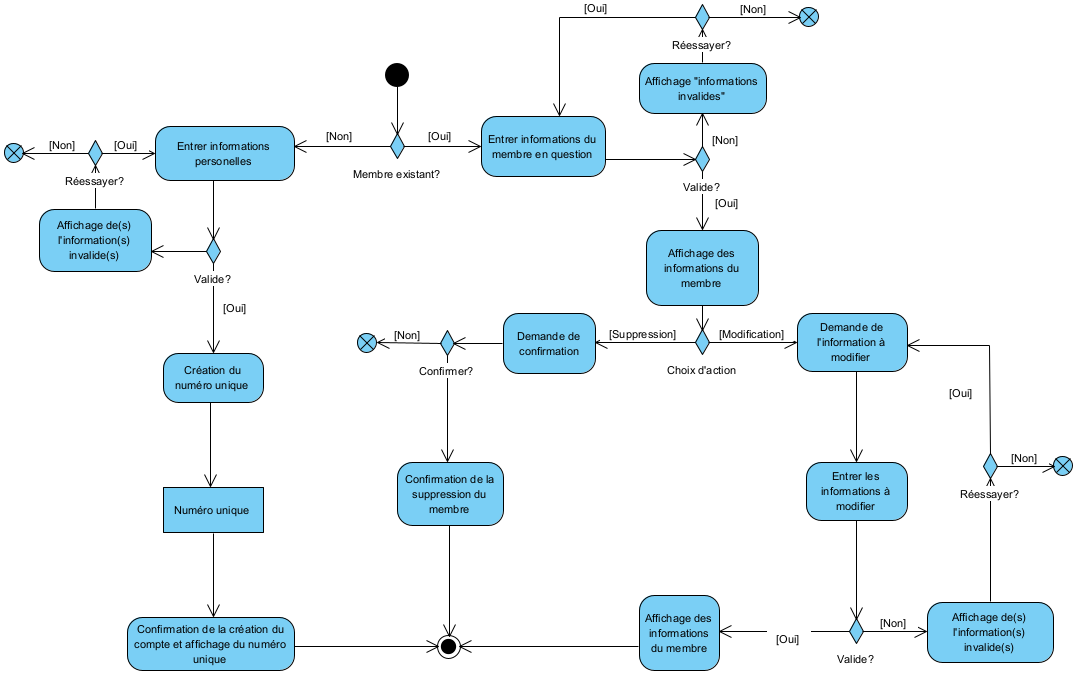 [Oui]
[Non]
Réessayer?
Affichage "informations
invalides"
[Non]
[Oui]
Entrer informations
personelles
[Non]
[Oui]
Entrer informations du
membre en question
[Non]
Réessayer?
Membre existant?
Valide?
[Oui]
Affichage de(s)
l'information(s)
invalide(s)
Valide?
Affichage des
informations du
membre
[Oui]
Création du
numéro unique
[Non]
Confirmer?
Demande de
confirmation
[Suppression]
[Modification]
Choix d'action
Demande de
l'information à
modifier
[Oui]
[Non]
Réessayer?
Numéro unique
Confirmation de la
suppression du
membre
Entrer les
informations à
modifier
Confirmation de la création du
compte et affichage du numéro
unique
Affichage des
informations
du membre
[Oui]
[Non]
Valide?
Affichage de(s)
l'information(s)
invalide(s)